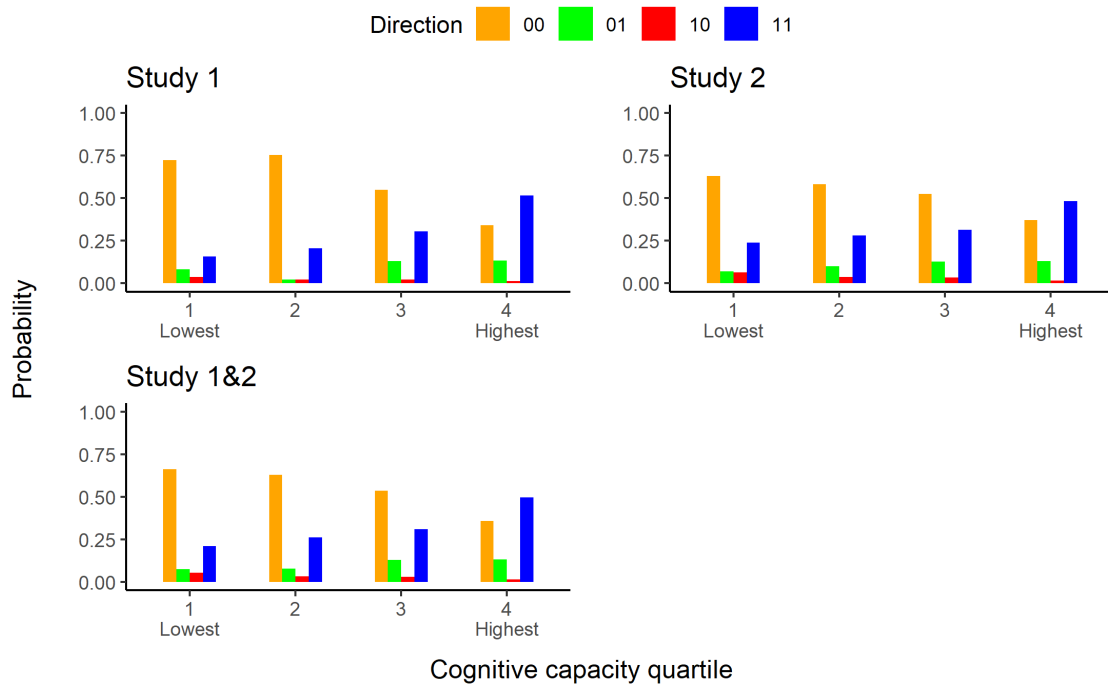 Direction 00 01 10 11
Study 1
1.00
0.75
0.50
0.25
0.00
1 2 3 4
Lowest Highest
Study 2
1.00
0.75
0.50
0.25
0.00
1 2 3 4
Lowest Highest
Probability
Study 1&2
1.00
0.75
0.50
0.25
0.00
1 2 3 4
Lowest Highest
Cognitive capacity quartile